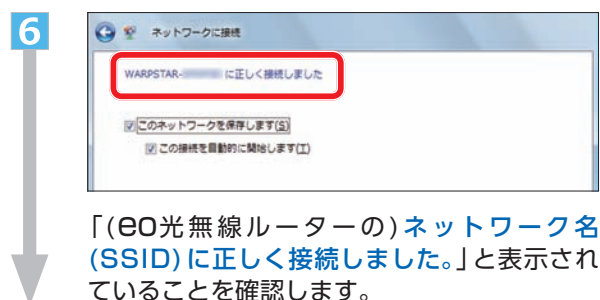 6
ネットワークに接続
WARPSTAR- に正しく接続しました
このネットワークを保存します(S)
この接続を自動的に開始します(T)
「(eo光無線ルーターの)ネットワーク名
(SSID)に正しく接続しました。」と表示され
ていることを確認します。